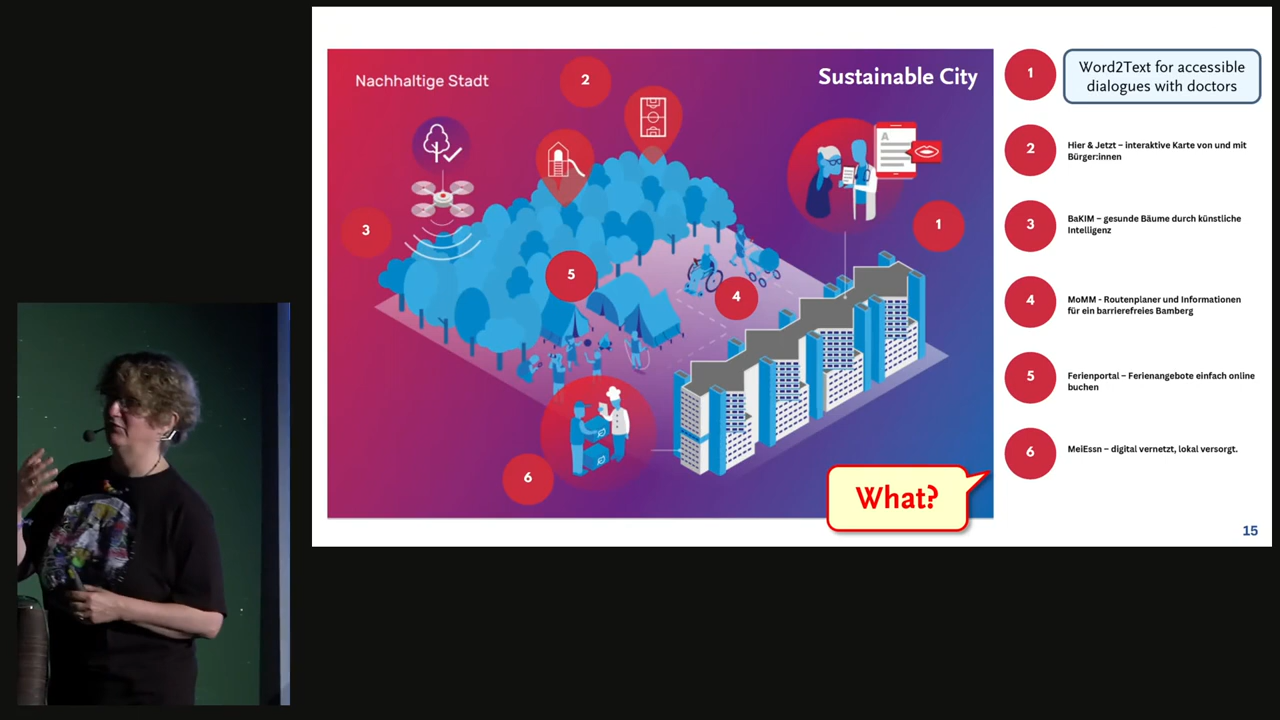 Nachhaltige Stadt
Sustainable City
2
3
5
4
1
6
A
What?
1
Word2Text for accessible
dialogues with doctors
2
Hier & Jetzt – interaktive Karte von und mit
Bürger:innen
3
BaKIM – gesunde Bäume durch künstliche
Intelligenz
4
MoMM - Routenplaner und Informationen
für ein barrierefreies Bamberg
5
Ferienportal – Ferienangebote einfach online
buchen
6
MeiEssn – digital vernetzt, lokal versorgt.
15